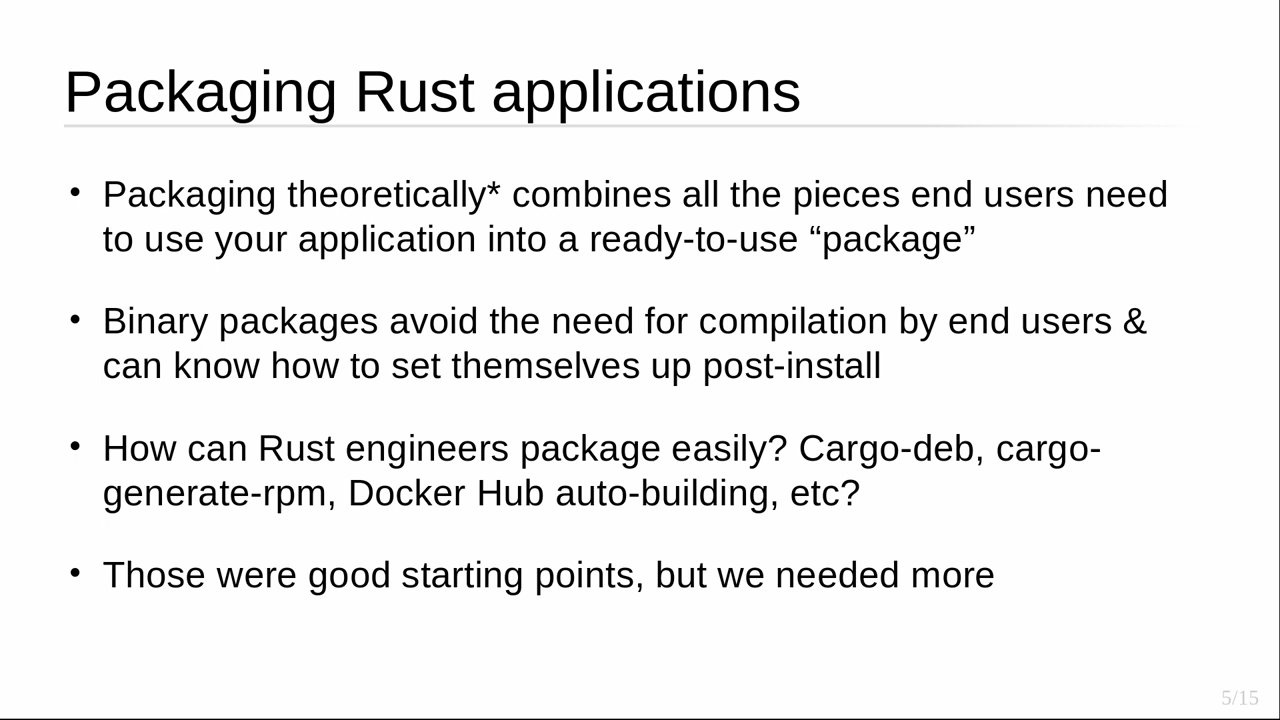 Packaging Rust applications
• Packaging theoretically* combines all the pieces end users need
to use your application into a ready-to-use “package”
• Binary packages avoid the need for compilation by end users &
can know how to set themselves up post-install
• How can Rust engineers package easily? Cargo-deb, cargo-
generate-rpm, Docker Hub auto-building, etc?
• Those were good starting points, but we needed more
5/15